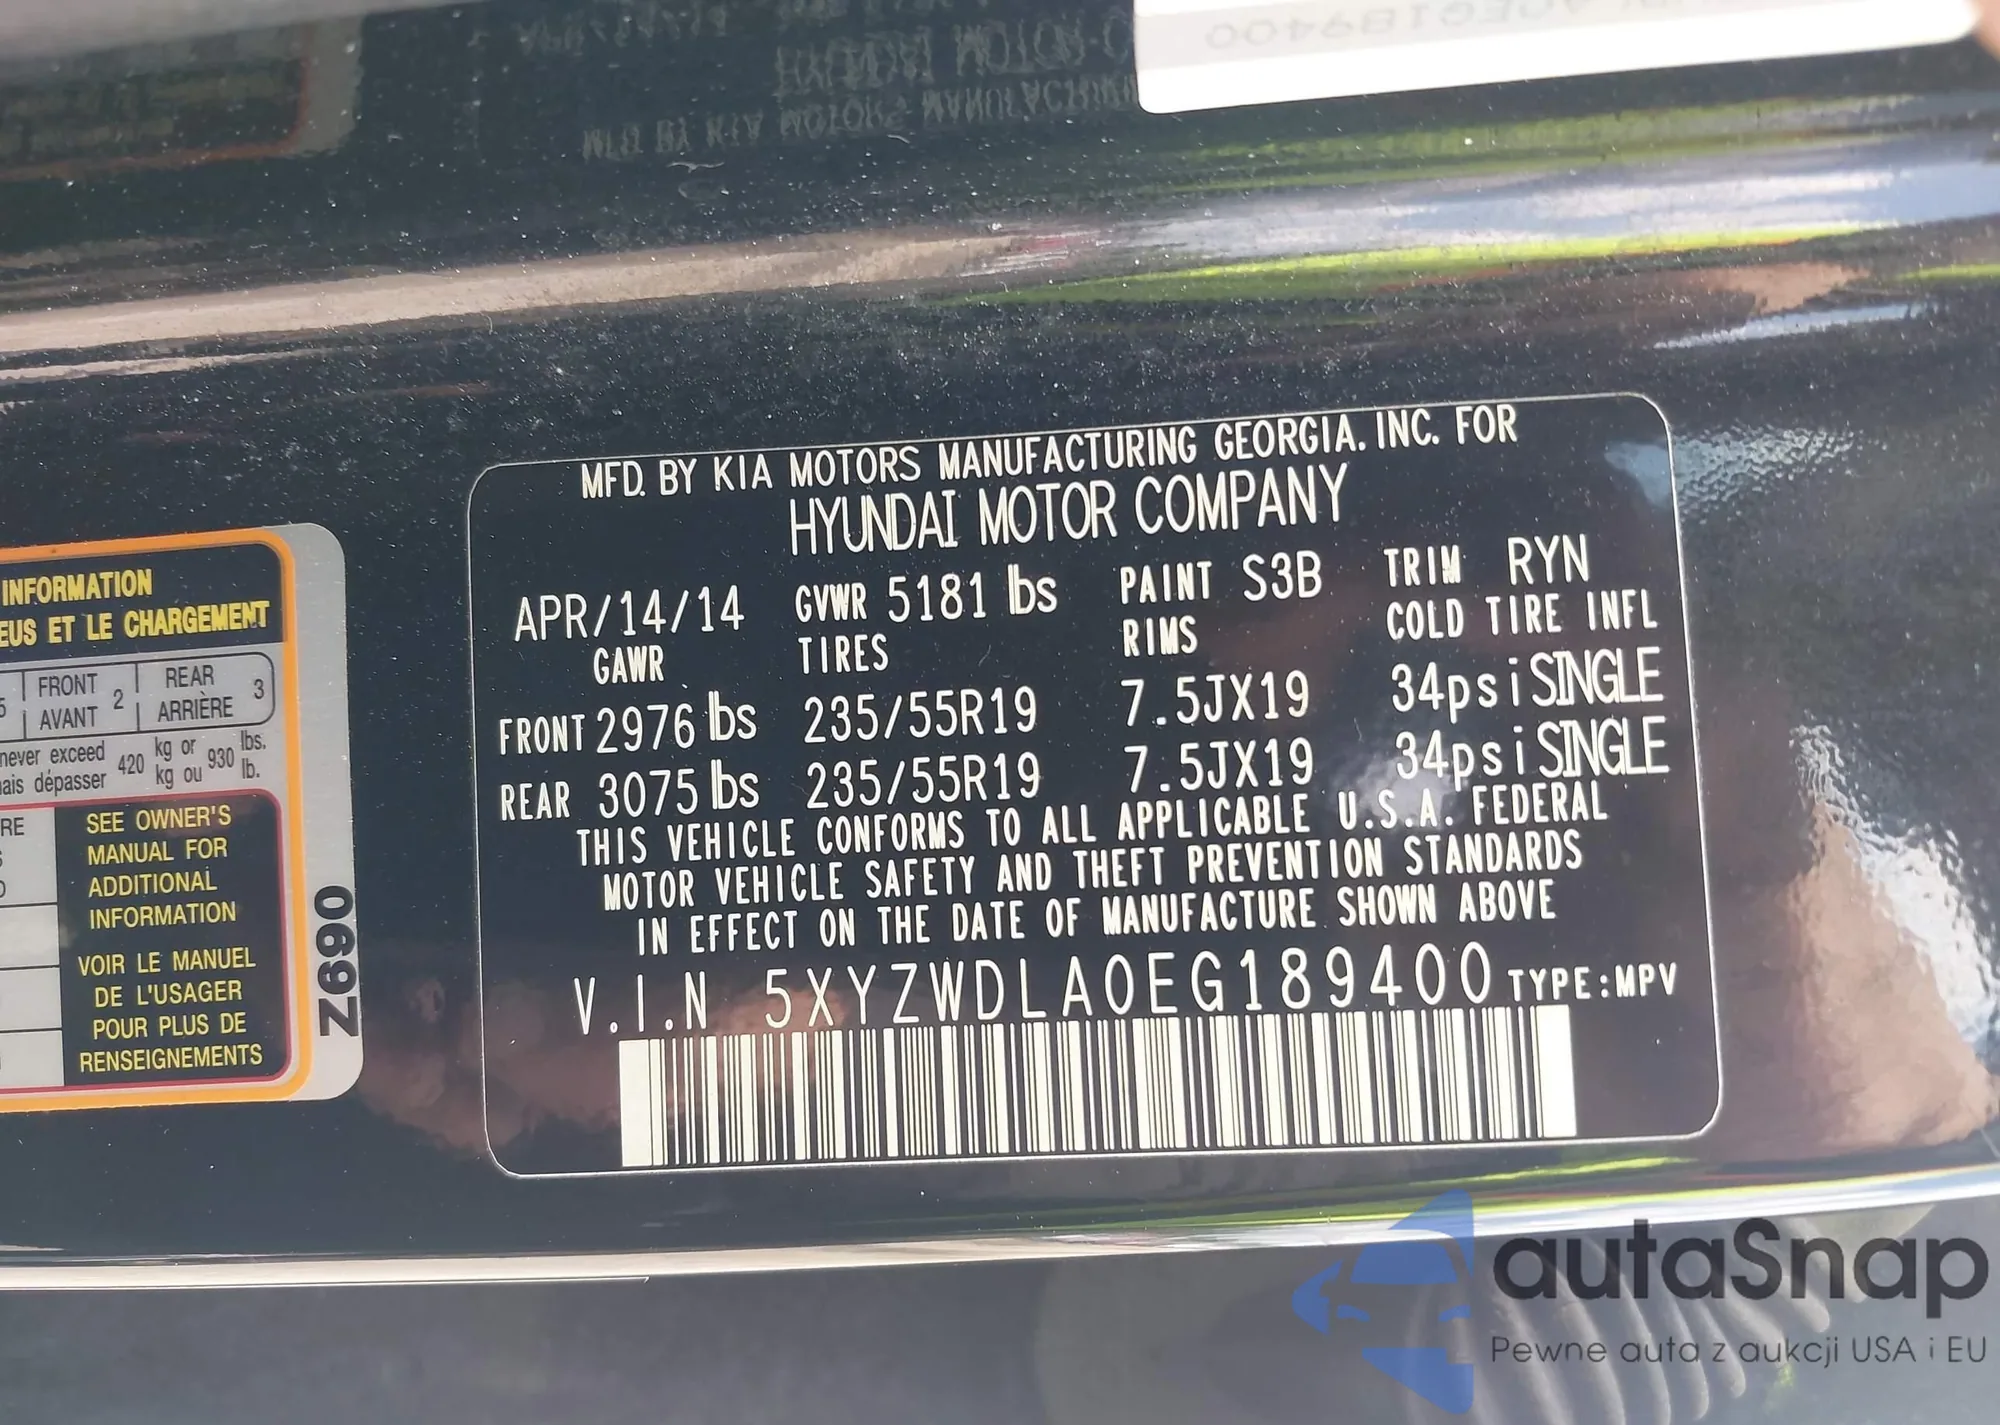 MFD. BY KIA MOTORS MANUFACTURING GEORGIA. INC. FOR
HYUNDAI MOTOR COMPANY
APR/14/14 GVWR 5181 lbs PAINT S3B TRIM RYN
GAWR TIRES RIMS COLD TIRE INFL
FRONT 2976 lbs 235/55R19 7.5JX19 34psi SINGLE
REAR 3075 lbs 235/55R19 7.5JX19 34psi SINGLE
THIS VEHICLE CONFORMS TO ALL APPLICABLE U.S.A. FEDERAL
MOTOR VEHICLE SAFETY AND THEFT PREVENTION STANDARDS
IN EFFECT ON THE DATE OF MANUFACTURE SHOWN ABOVE
V.I.N 5XYZWDLA0EG189400 TYPE:MPV
INFORMATION
ET LE CHARGEMENT
FRONT 2 REAR 3
AVANT ARRIÈRE
never exceed 420 kg or 930 lbs.
dépasser kg ou lb.
SEE OWNER'S
MANUAL FOR
ADDITIONAL
INFORMATION
VOIR LE MANUEL
DE L'USAGER
POUR PLUS DE
RENSEIGNEMENTS
Z690
autaSnap
Pewne auta z aukcji USA i EU